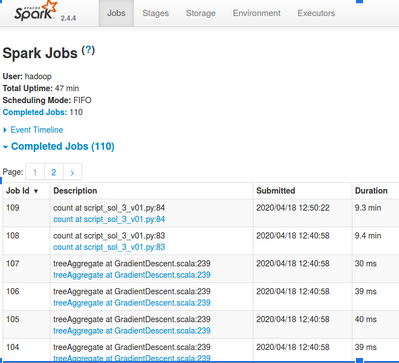 APACHE
Spark 2.4.4 Jobs Stages Storage Environment Executors
Spark Jobs (?)
User: hadoop
Total Uptime: 47 min
Scheduling Mode: FIFO
Completed Jobs: 110
Event Timeline
Completed Jobs (110)
Page: 1 2 >
Job Id ▼ Description Submitted Duration
109 count at script_sol_3_v01.py:84 2020/04/18 12:50:22 9.3 min
count at script_sol_3_v01.py:84
108 count at script_sol_3_v01.py:83 2020/04/18 12:40:58 9.4 min
count at script_sol_3_v01.py:83
107 treeAggregate at GradientDescent.scala:239 2020/04/18 12:40:58 30 ms
treeAggregate at GradientDescent.scala:239
106 treeAggregate at GradientDescent.scala:239 2020/04/18 12:40:58 39 ms
treeAggregate at GradientDescent.scala:239
105 treeAggregate at GradientDescent.scala:239 2020/04/18 12:40:58 40 ms
treeAggregate at GradientDescent.scala:239
104 treeAggregate at GradientDescent.scala:239 2020/04/18 12:40:58 39 ms
treeAggregate at GradientDescent.scala:239